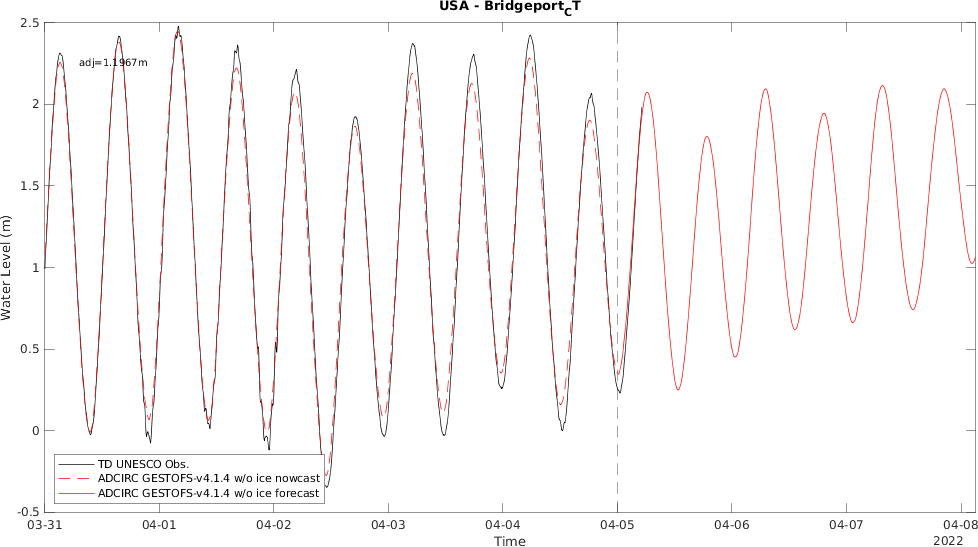 USA - Bridgeport_CT
adj=1.1967m
2.5
2
1.5
1
0.5
0
-0.5
Water Level (m)
TD UNESCO Obs.
ADCIRC GESTOFS-v4.1.4 w/o ice nowcast
ADCIRC GESTOFS-v4.1.4 w/o ice forecast
03-31 04-01 04-02 04-03 04-04 04-05 04-06 04-07 04-08
Time
2022